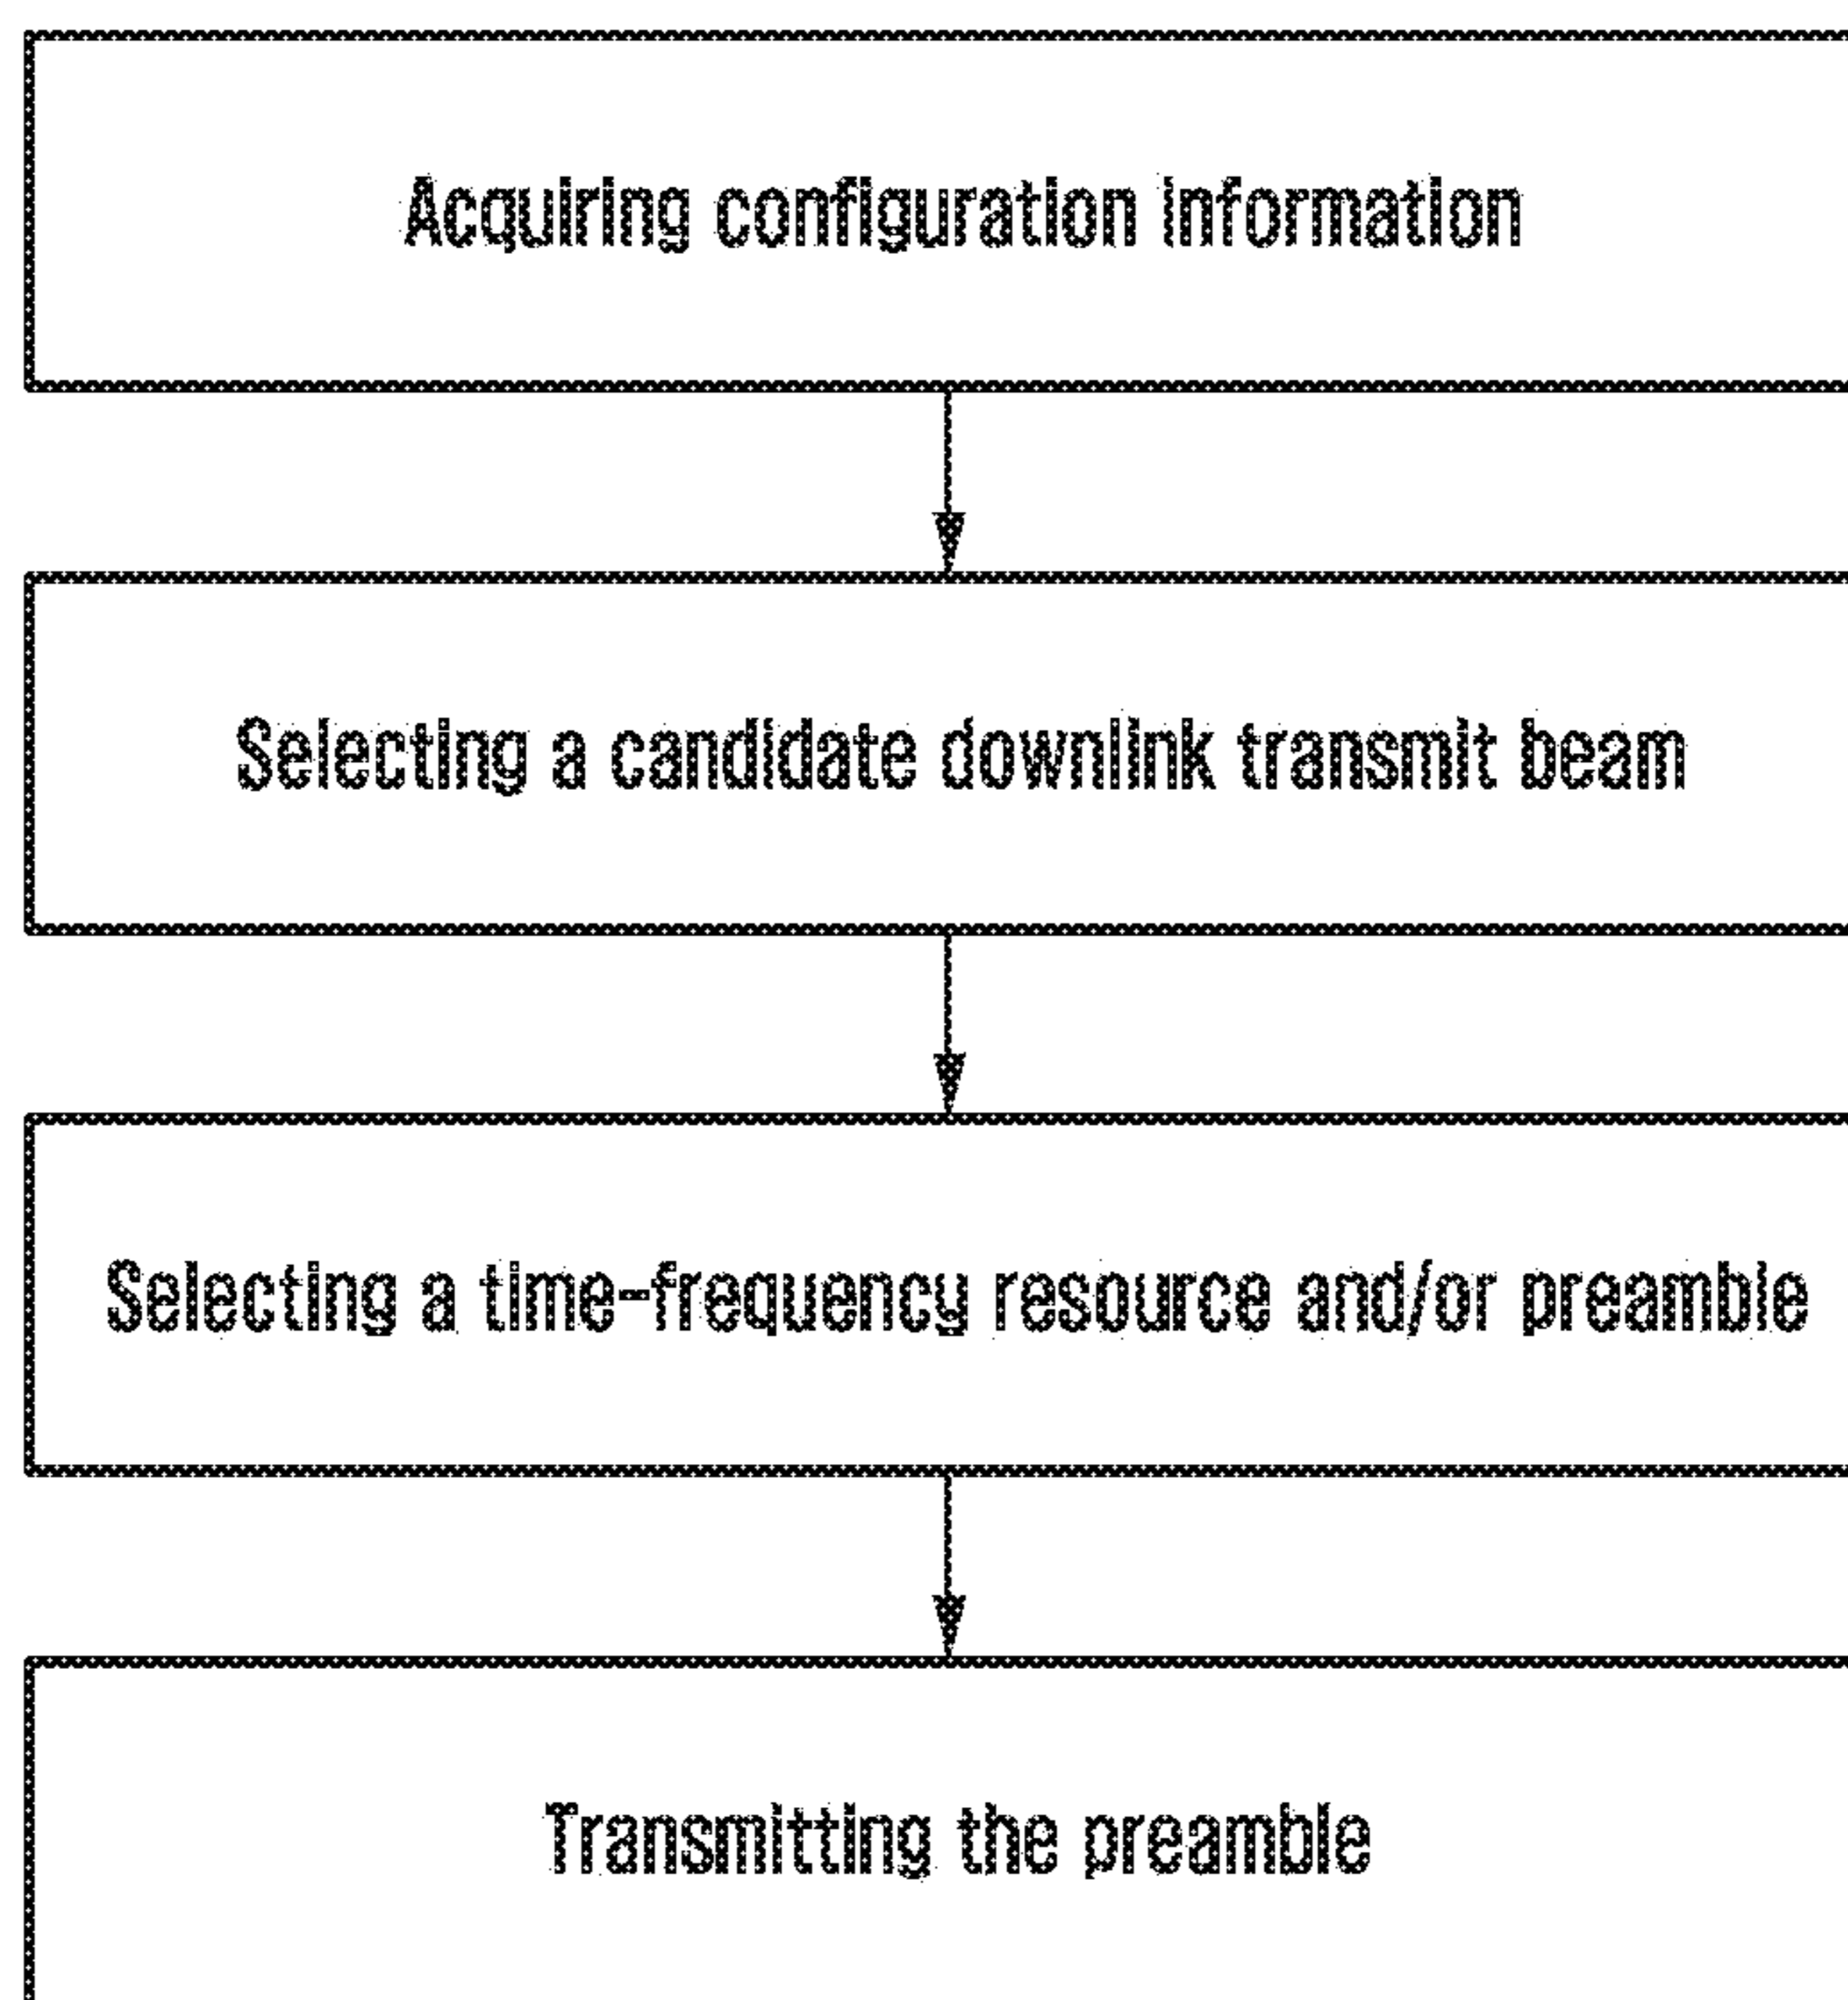 Acquiring configuration information
Selecting a candidate downlink transmit beam
Selecting a time-frequency resource and/or preamble
Transmitting the preamble